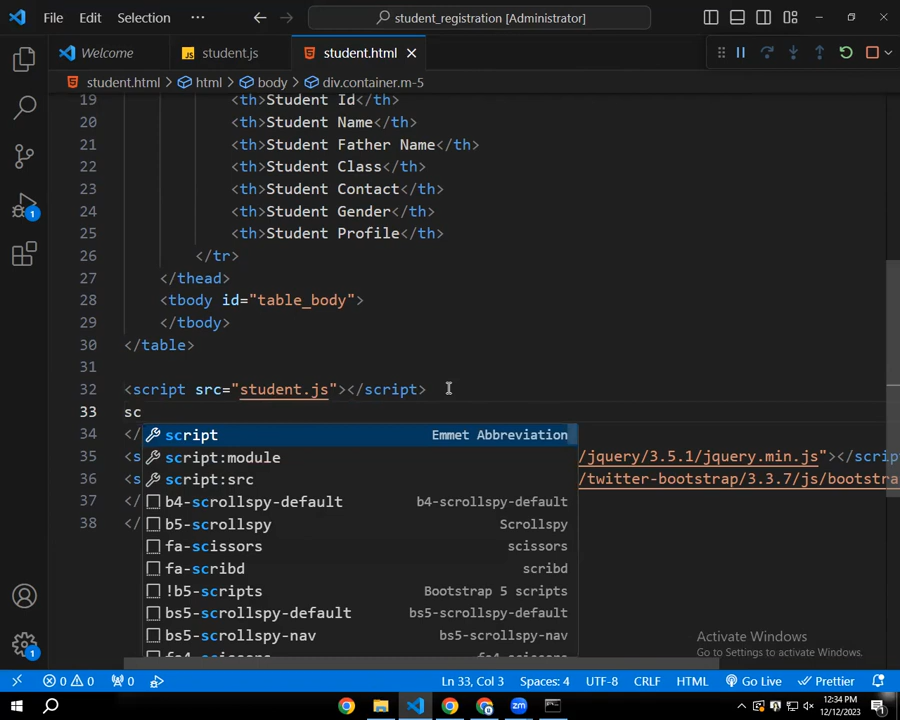 File Edit Selection ... student_registration [Administrator]
Welcome student.js student.html
student.html > html > body > div.container.m-5
19 <th>Student Id</th>
20 <th>Student Name</th>
21 <th>Student Father Name</th>
22 <th>Student Class</th>
23 <th>Student Contact</th>
24 <th>Student Gender</th>
25 <th>Student Profile</th>
26 </tr>
27 </thead>
28 <tbody id="table_body">
29 </tbody>
30 </table>
31
32 <script src="student.js"></script>
33 sc
34 </
script Emmet Abbreviation
35 <s /jquery/3.5.1/jquery.min.js"></scrip
script:module
36 <s /twitter-bootstrap/3.3.7/js/bootstra
script:src
37 </
b4-scrollspy-default b4-scrollspy-default
38 </
b5-scrollspy Scrollspy
fa-scissors scissors
fa-scribd scribd
!b5-scripts Bootstrap 5 scripts
bs5-scrollspy-default bs5-scrollspy-default
bs5-scrollspy-nav bs5-scrollspy-nav
Activate Windows
Go to Settings to activate Windows.
1
1
0 0 0 Ln 33, Col 3 Spaces: 4 UTF-8 CRLF HTML Go Live Prettier
zm 12:34 PM
12/12/2023
1